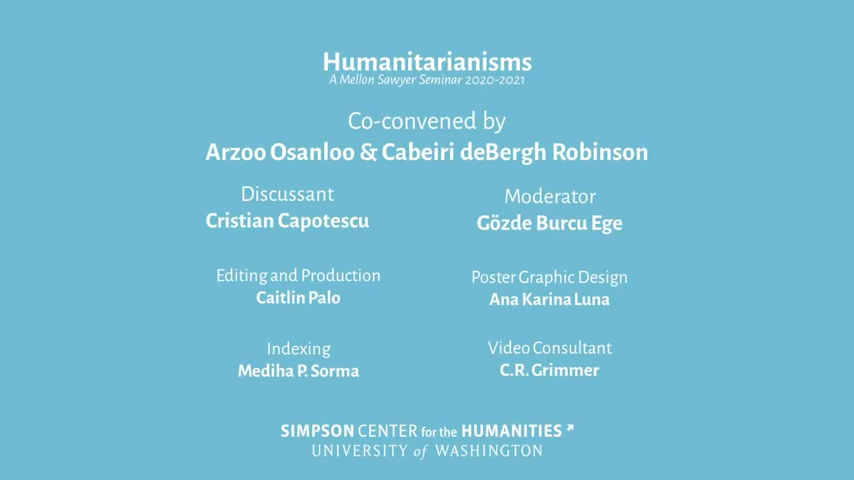 Humanitarianisms
A Mellon Sawyer Seminar 2020-2021
Co-convened by
Arzoo Osanloo & Cabeiri deBergh Robinson
Discussant
Cristian Capotescu
Moderator
Gözde Burcu Ege
Editing and Production
Caitlin Palo
Poster Graphic Design
Ana Karina Luna
Indexing
Mediha P. Sorma
Video Consultant
C.R. Grimmer
SIMPSON CENTER for the HUMANITIES
UNIVERSITY of WASHINGTON